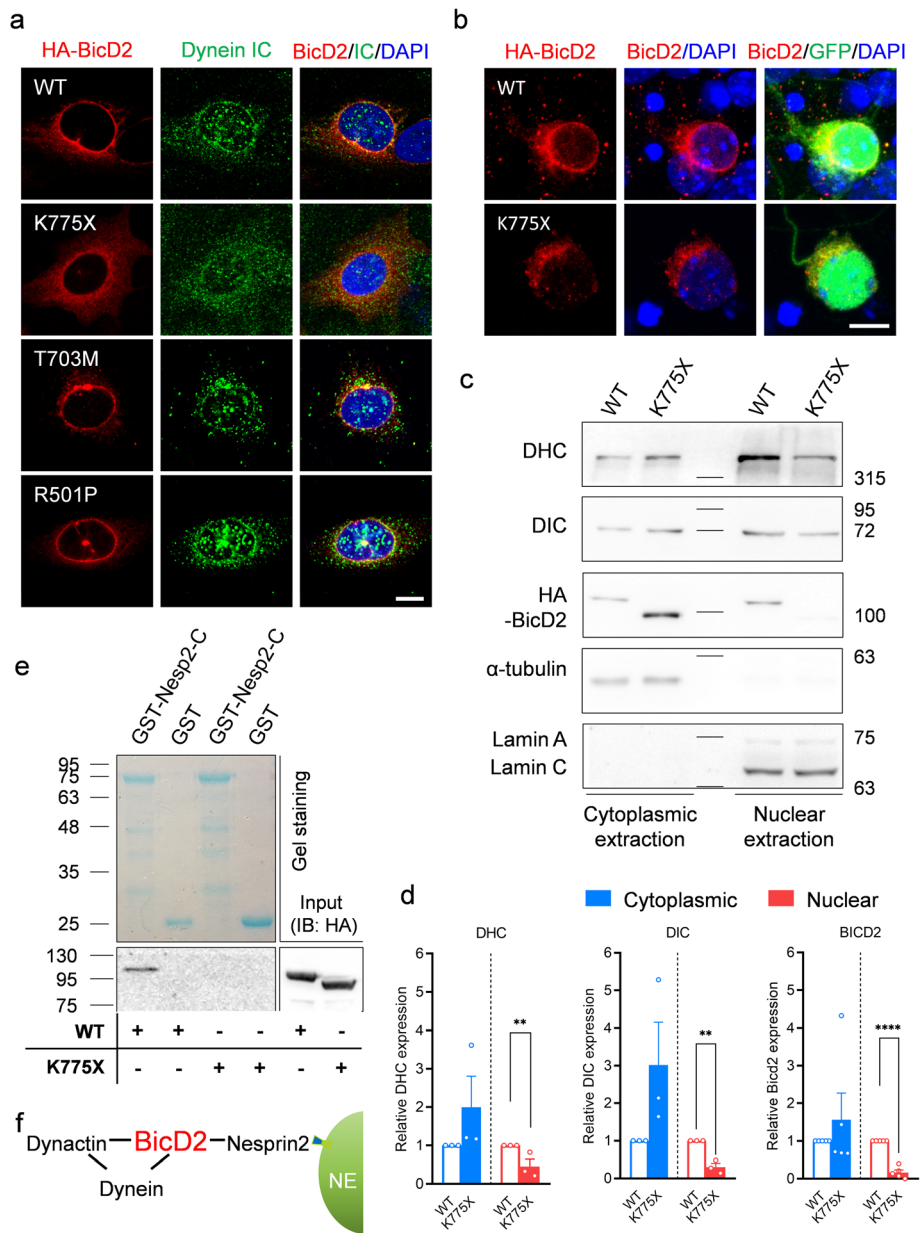 a
HA-BicD2 Dynein IC BicD2/IC/DAPI
WT
K775X
T703M
R501P
b
HA-BicD2 BicD2/DAPI BicD2/GFP/DAPI
WT
K775X
c
WT K775X WT K775X
DHC 315
DIC 95
72
HA
-BicD2 100
α-tubulin 63
Lamin A 75
Lamin C 63
Cytoplasmic
extraction
Nuclear
extraction
e
GST-Nesp2-C GST GST-Nesp2-C GST
95
75
63
48
35
25
Gel staining
Input
(IB: HA)
130
95
75
WT + + - - + -
K775X - - + + - +
d
Cytoplasmic Nuclear
DHC
Relative DHC expression
6
5
4
3
2
1
0
**
WT K775X WT K775X
DIC
Relative DIC expression
6
5
4
3
2
1
0
**
WT K775X WT K775X
BICD2
Relative Bicd2 expression
6
5
4
3
2
1
0
****
WT K775X WT K775X
f
Dynactin BicD2 Nesprin2
Dynein
NE